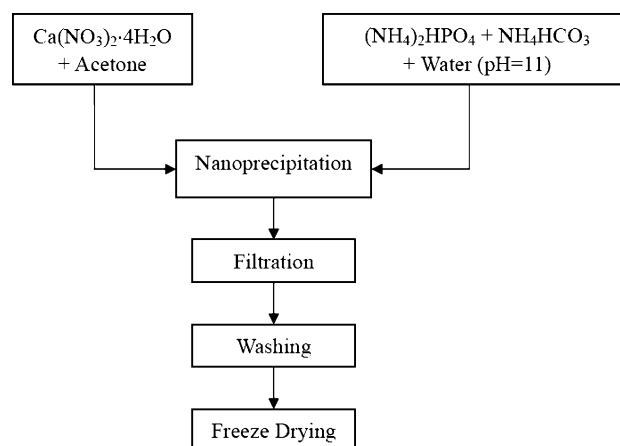 Ca(NO3)2·4H2O
+ Acetone
(NH4)2HPO4 + NH4HCO3
+ Water (pH=11)
Nanoprecipitation
Filtration
Washing
Freeze Drying